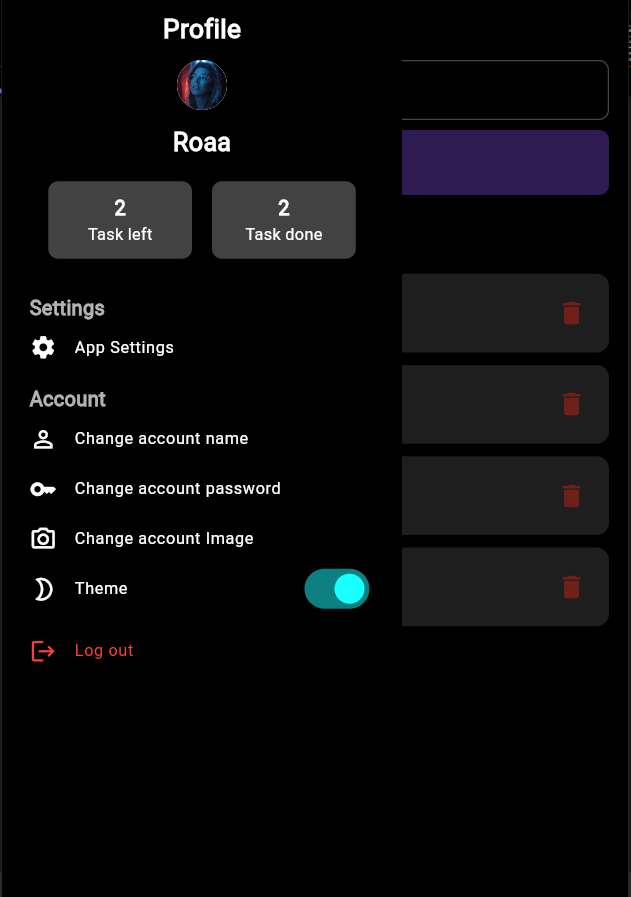 Profile
Roaa
2
Task left
2
Task done
Settings
App Settings
Account
Change account name
Change account password
Change account Image
Theme
Log out